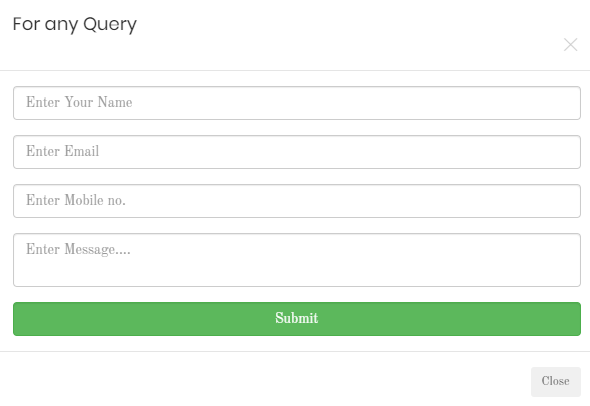 For any Query
Enter Your Name
Enter Email
Enter Mobile no.
Enter Message....
Submit
Close